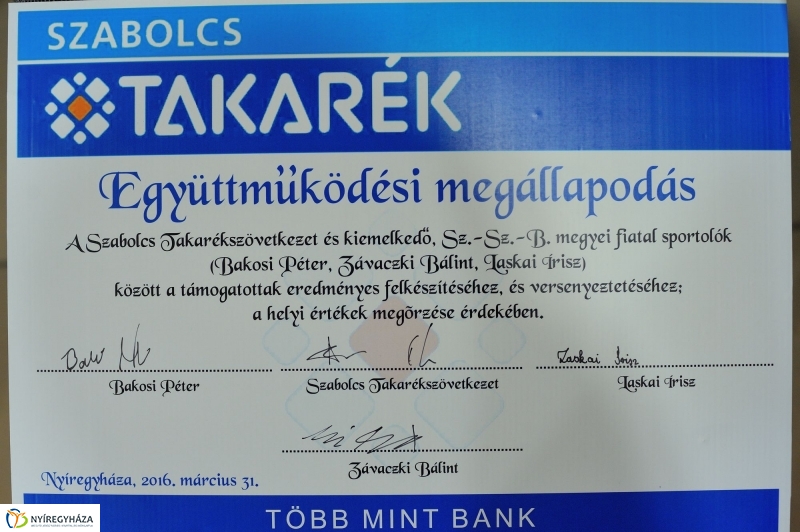 SZABOLCS
TAKARÉK
Együttműködési megállapodás
A Szabolcs Takarékszövetkezet és kiemelkedő, Sz.-Sz.-B. megyei fiatal sportolók
(Bakosi Péter, Závaczki Bálint, Laskai Írisz)
között a támogatottak eredményes felkészítéséhez, és versenyeztetéséhez;
a helyi értékek megőrzése érdekében.
Laskai Írisz
Bakosi Péter
Szabolcs Takarékszövetkezet
Laskai Írisz
Závaczki Bálint
Nyíregyháza, 2016. március 31.
NYÍREGYHÁZA
TÖBB MINT BANK